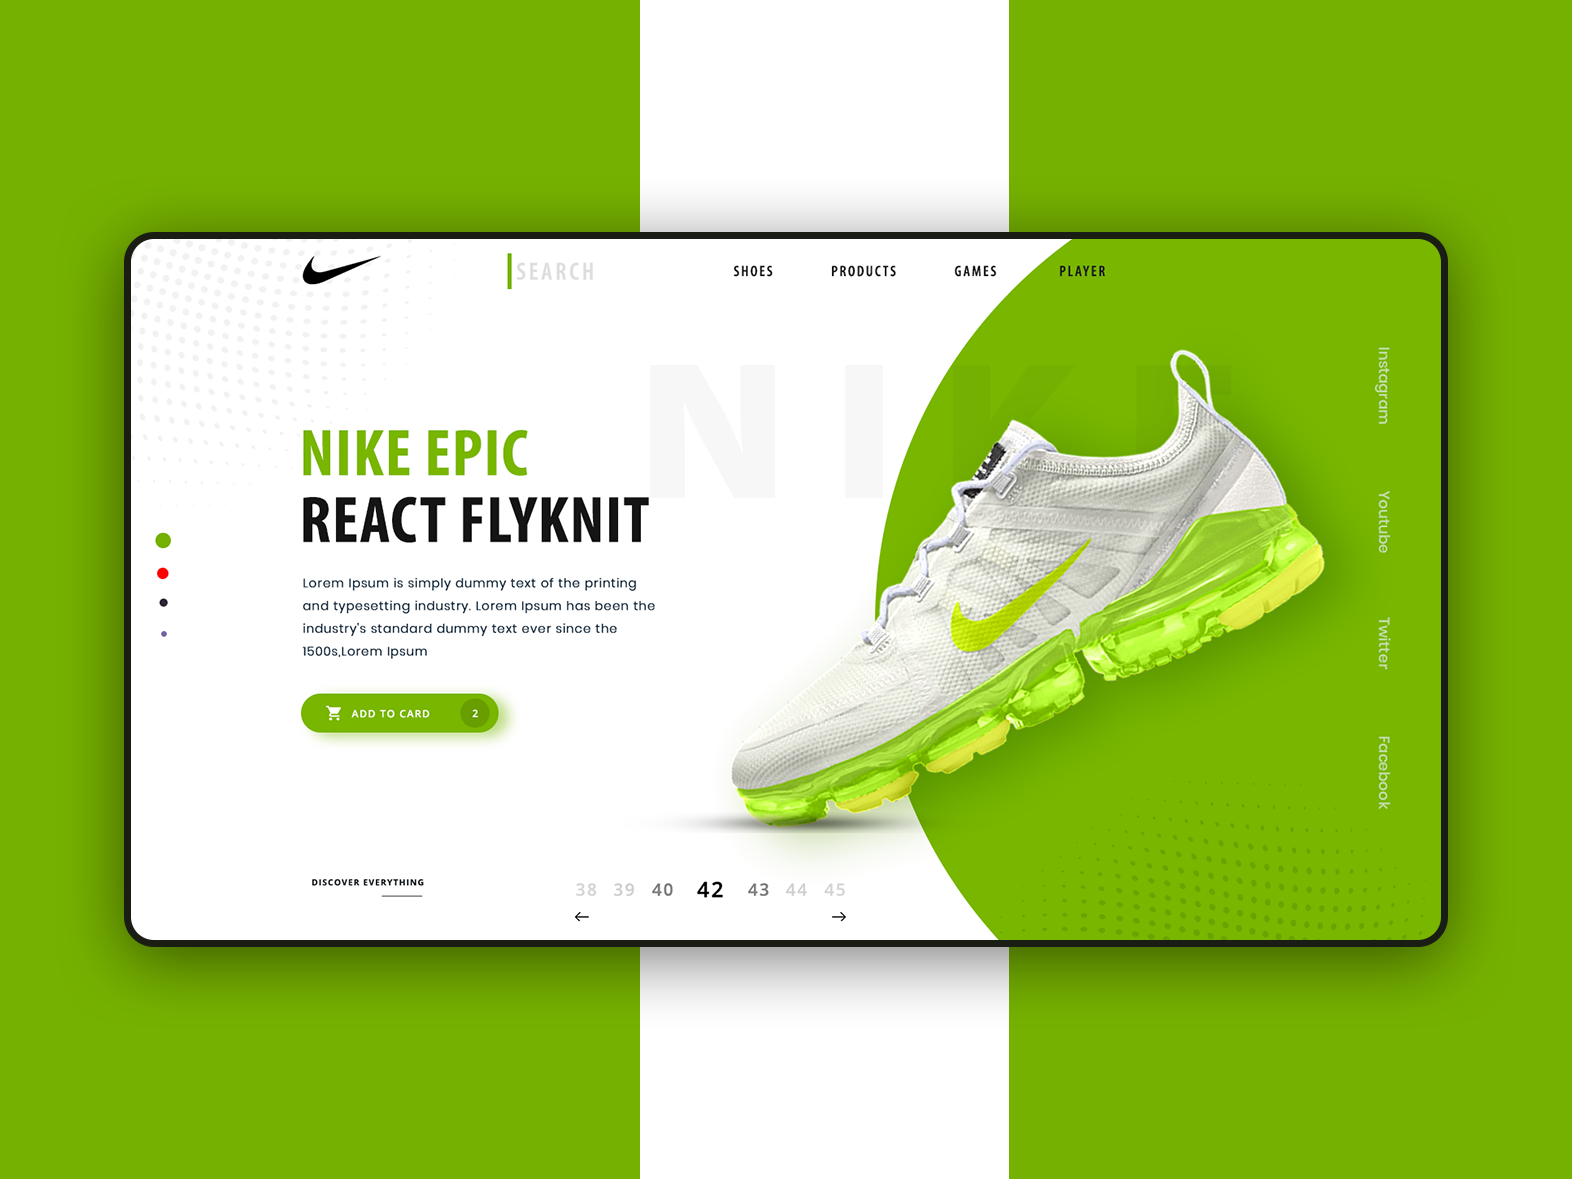 SEARCH
SHOES
PRODUCTS
GAMES
PLAYER
NIKE
NIKE EPIC
REACT FLYKNIT
Lorem Ipsum is simply dummy text of the printing
and typesetting industry. Lorem Ipsum has been the
industry's standard dummy text ever since the
1500s,Lorem Ipsum
ADD TO CARD 2
Instagram
Youtube
Twitter
Facebook
DISCOVER EVERYTHING
38 39 40 42 43 44 45